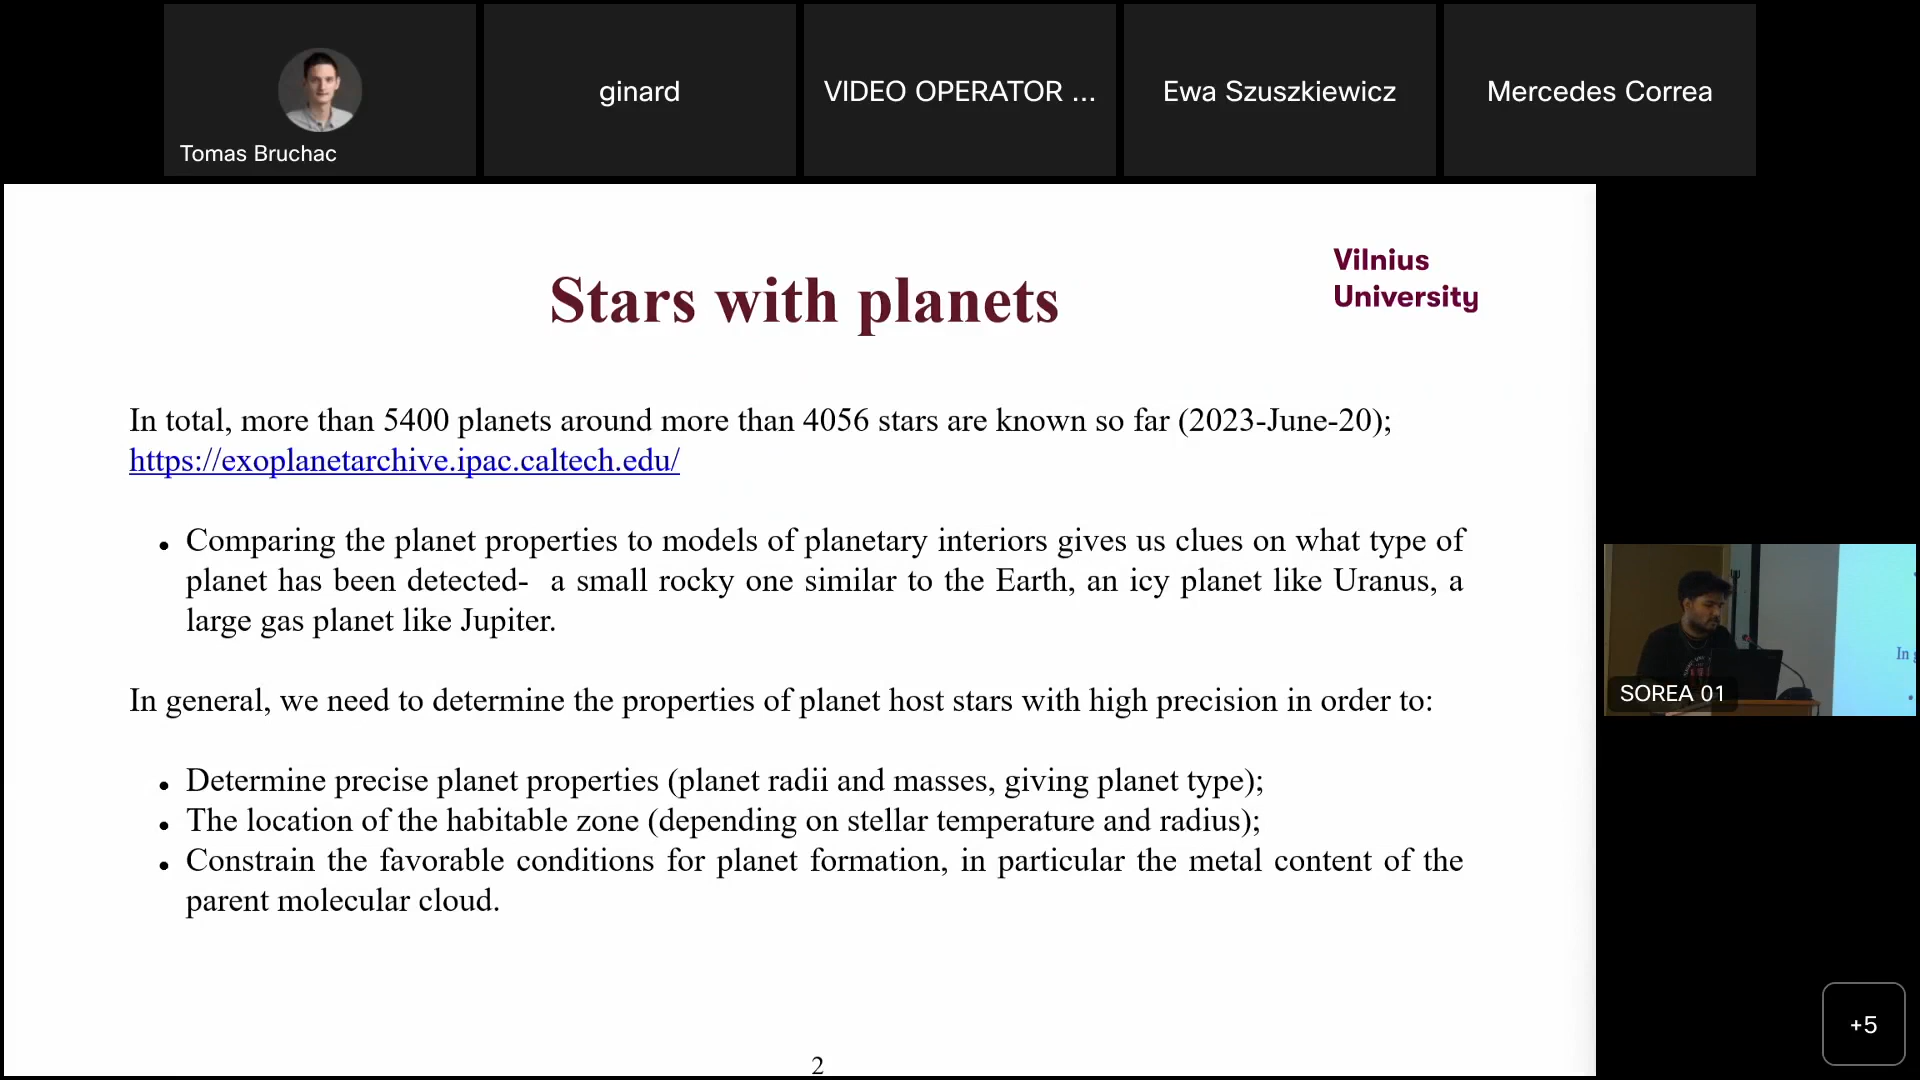 ginard
VIDEO OPERATOR ...
Ewa Szuszkiewicz
Mercedes Correa
Tomas Bruchac
Vilnius
University
Stars with planets
In total, more than 5400 planets around more than 4056 stars are known so far (2023-June-20);
https://exoplanetarchive.ipac.caltech.edu/
• Comparing the planet properties to models of planetary interiors gives us clues on what type of
planet has been detected-  a small rocky one similar to the Earth, an icy planet like Uranus, a
large gas planet like Jupiter.
In general, we need to determine the properties of planet host stars with high precision in order to:
• Determine precise planet properties (planet radii and masses, giving planet type);
• The location of the habitable zone (depending on stellar temperature and radius);
• Constrain the favorable conditions for planet formation, in particular the metal content of the
parent molecular cloud.
2
In
SOREA 01
+5